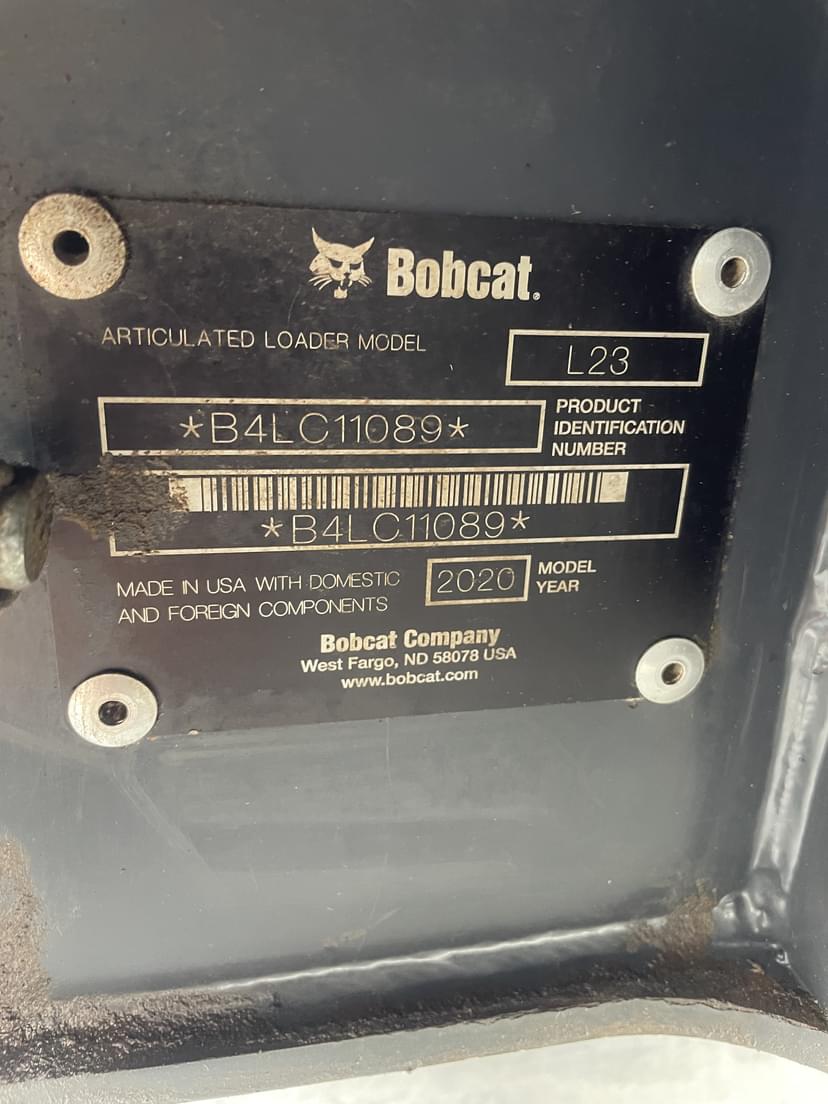 Bobcat.
ARTICULATED LOADER MODEL
L23
*B4LC11089*
PRODUCT
IDENTIFICATION
NUMBER
*B4LC11089*
MADE IN USA WITH DOMESTIC
AND FOREIGN COMPONENTS
2020
MODEL
YEAR
Bobcat Company
West Fargo, ND 58078 USA
www.bobcat.com